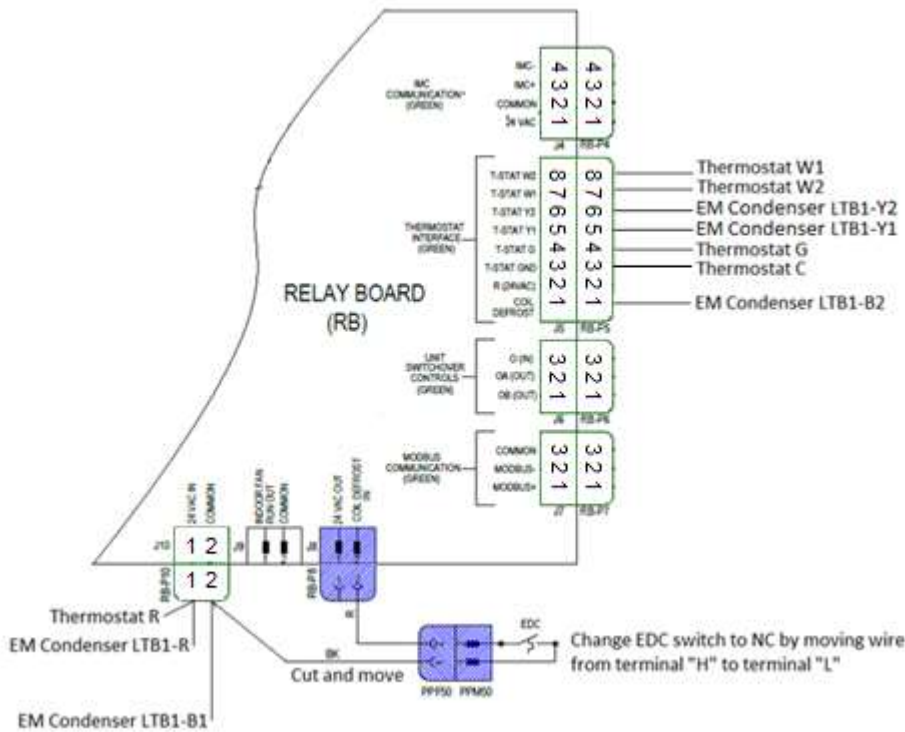 IMC-
IMC+
COMMON
24 VAC
IMC
COMMUNICATION*
(GREEN)
4 3 2 1
4 3 2 1
J4
RB-P4
T-STAT W2
T-STAT W1
T-STAT Y2
T-STAT Y1
T-STAT G
T-STAT GND
R (24VAC)
COIL
DEFROST
THERMOSTAT
INTERFACE
(GREEN)
8 7 6 5 4 3 2 1
8 7 6 5 4 3 2 1
J5
RB-P5
Thermostat W1
Thermostat W2
EM Condenser LTB1-Y2
EM Condenser LTB1-Y1
Thermostat G
Thermostat C
EM Condenser LTB1-B2
RELAY BOARD
(RB)
UNIT
SWITCHOVER
CONTROLS
(GREEN)
O (IN)
OA (OUT)
OB (OUT)
3 2 1
3 2 1
J6
RB-P6
MODBUS
COMMUNICATION
(GREEN)
COMMON
MODBUS-
MODBUS+
3 2 1
3 2 1
J7
RB-P7
24 VAC IN
COMMON
INDOOR FAN
RUN OUT
COMMON
24 VAC OUT
COIL DEFROST
IN
J10
1 2
J9
J8
RB-P10
1 2
RB-P8
Thermostat R
EM Condenser LTB1-R
EM Condenser LTB1-B1
BK
Cut and move
EDC
PPF50
PPM50
Change EDC switch to NC by moving wire
from terminal "H" to terminal "L"